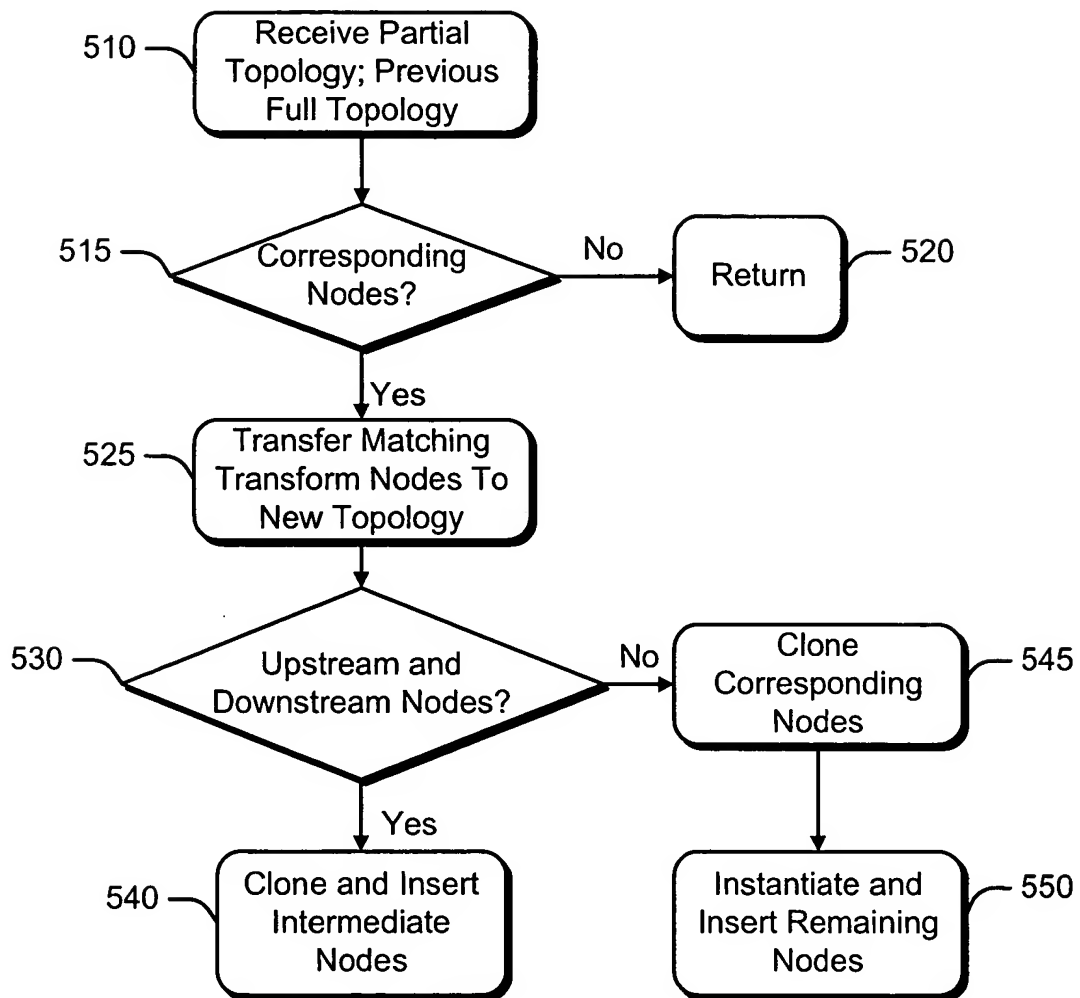 510
Receive Partial
Topology; Previous
Full Topology
515
Corresponding
Nodes?
No
Return
520
Yes
525
Transfer Matching
Transform Nodes To
New Topology
530
Upstream and
Downstream Nodes?
No
Clone
Corresponding
Nodes
545
Yes
540
Clone and Insert
Intermediate
Nodes
Instantiate and
Insert Remaining
Nodes
550